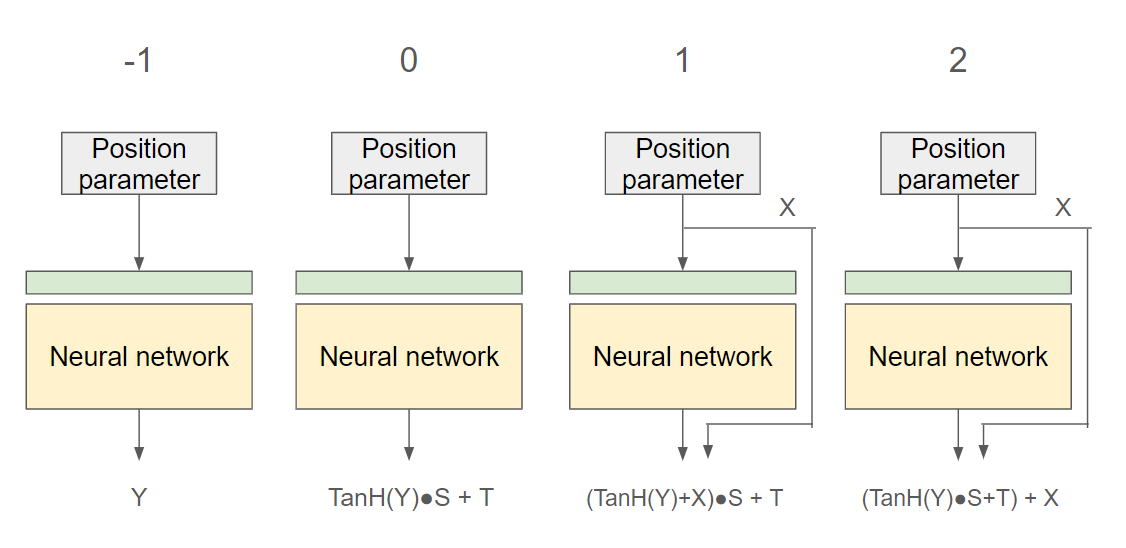 -1 0 1 2
Position Position Position Position
parameter parameter parameter parameter
X X
Neural network Neural network Neural network Neural network
Y TanH(Y)●S + T (TanH(Y)+X)●S + T (TanH(Y)●S+T) + X